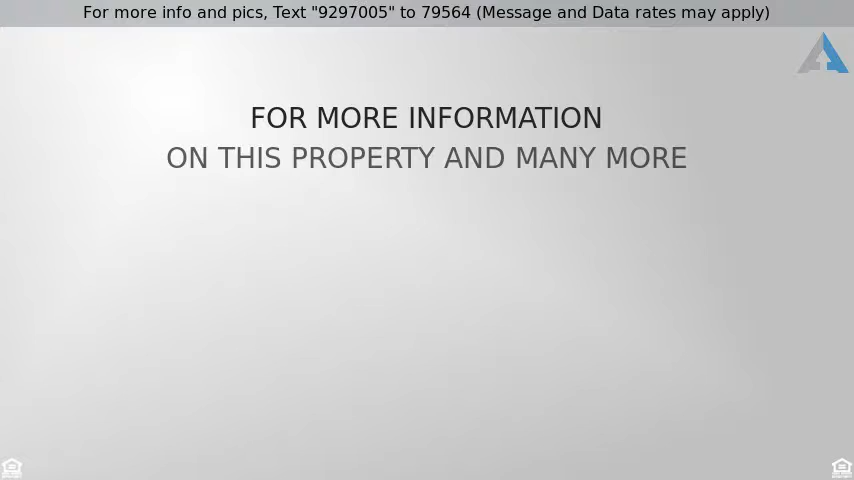 For more info and pics, Text "9297005" to 79564 (Message and Data rates may apply)
FOR MORE INFORMATION
ON THIS PROPERTY AND MANY MORE